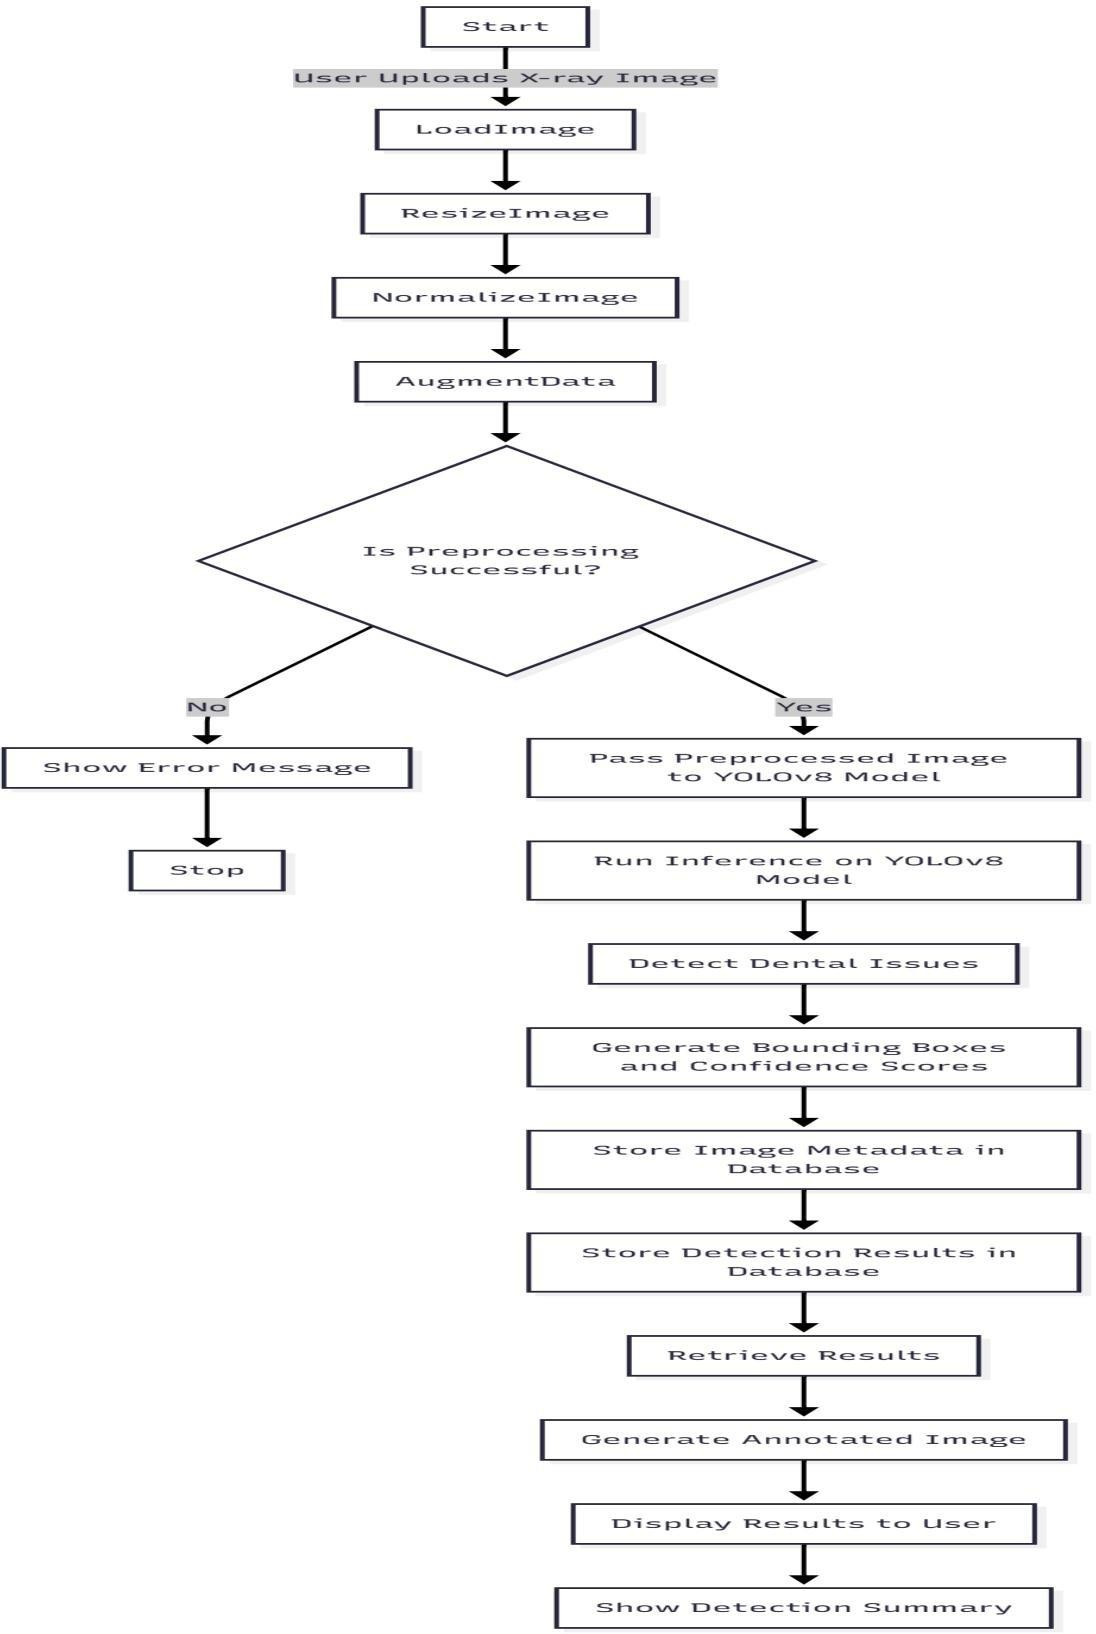 Start
User Uploads X-ray Image
LoadImage
ResizeImage
NormalizeImage
AugmentData
Is Preprocessing
Successful?
No
Yes
Show Error Message
Stop
Pass Preprocessed Image
to YOLOv8 Model
Run Inference on YOLOv8
Model
Detect Dental Issues
Generate Bounding Boxes
and Confidence Scores
Store Image Metadata in
Database
Store Detection Results in
Database
Retrieve Results
Generate Annotated Image
Display Results to User
Show Detection Summary